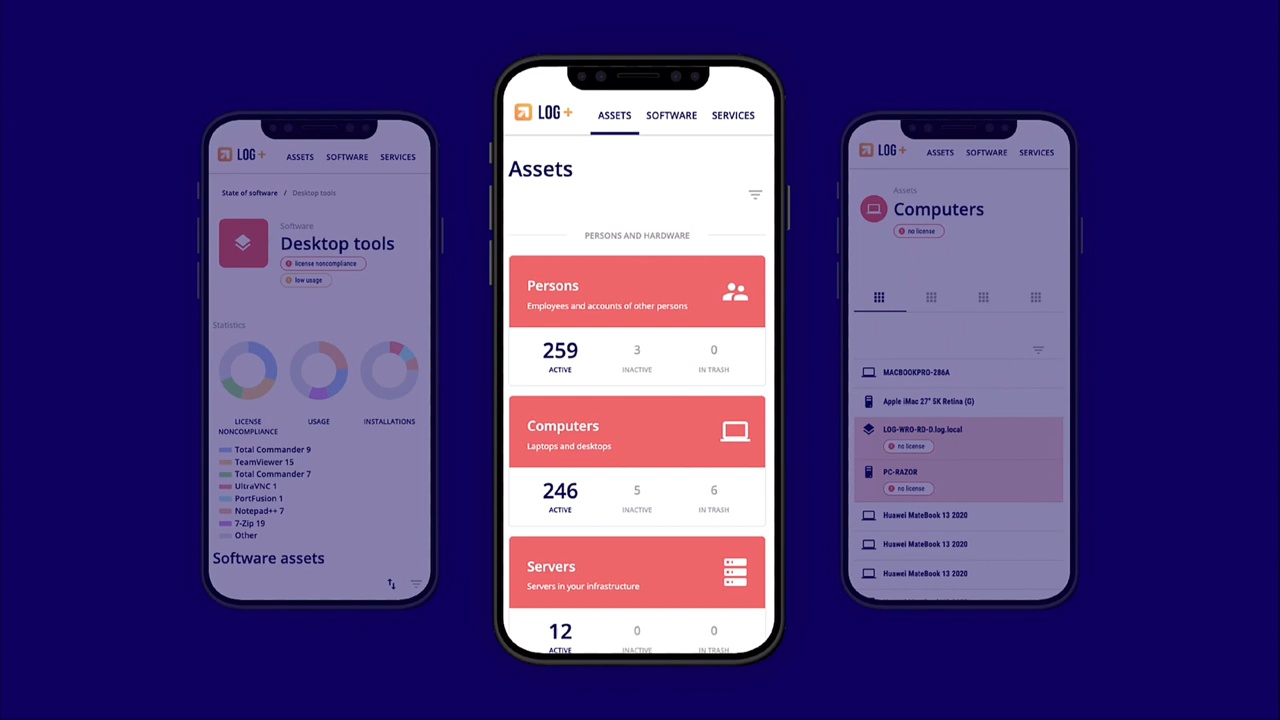 LOG +
ASSETS SOFTWARE SERVICES
State of software / Desktop tools
Software
Desktop tools
license noncompliance
low usage
Statistics
LICENSE NONCOMPLIANCE
USAGE
INSTALLATIONS
Total Commander 9
TeamViewer 15
Total Commander 7
UltraVNC 1
PortFusion 1
Notepad++ 7
7-Zip 19
Other
Software assets
LOG +
ASSETS SOFTWARE SERVICES
Assets
PERSONS AND HARDWARE
Persons
Employees and accounts of other persons
259 3 0
ACTIVE INACTIVE IN TRASH
Computers
Laptops and desktops
246 5 6
ACTIVE INACTIVE IN TRASH
Servers
Servers in your infrastructure
12 0 0
ACTIVE INACTIVE IN TRASH
LOG +
ASSETS SOFTWARE SERVICES
Assets
Computers
no license
MACBOOKPRO-286A
Apple iMac 27" 5K Retina (G)
LOG-WRO-RD-D.log.local
no license
PC-RAZOR
no license
Huawei MateBook 13 2020
Huawei MateBook 13 2020
Huawei MateBook 13 2020